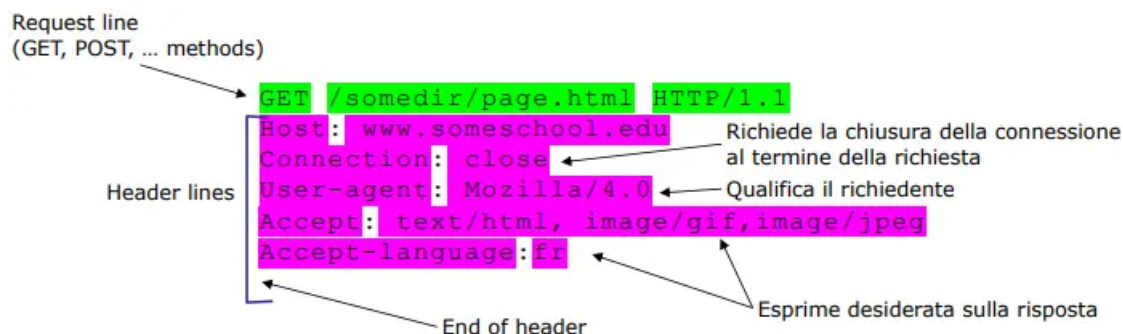 Request line
(GET, POST, … methods)
GET /somedir/page.html HTTP/1.1
Host: www.someschool.edu
Connection: close
User-agent: Mozilla/4.0
Accept: text/html, image/gif,image/jpeg
Accept-language:fr
Header lines
Richiede la chiusura della connessione
al termine della richiesta
Qualifica il richiedente
Esprime desiderata sulla risposta
End of header